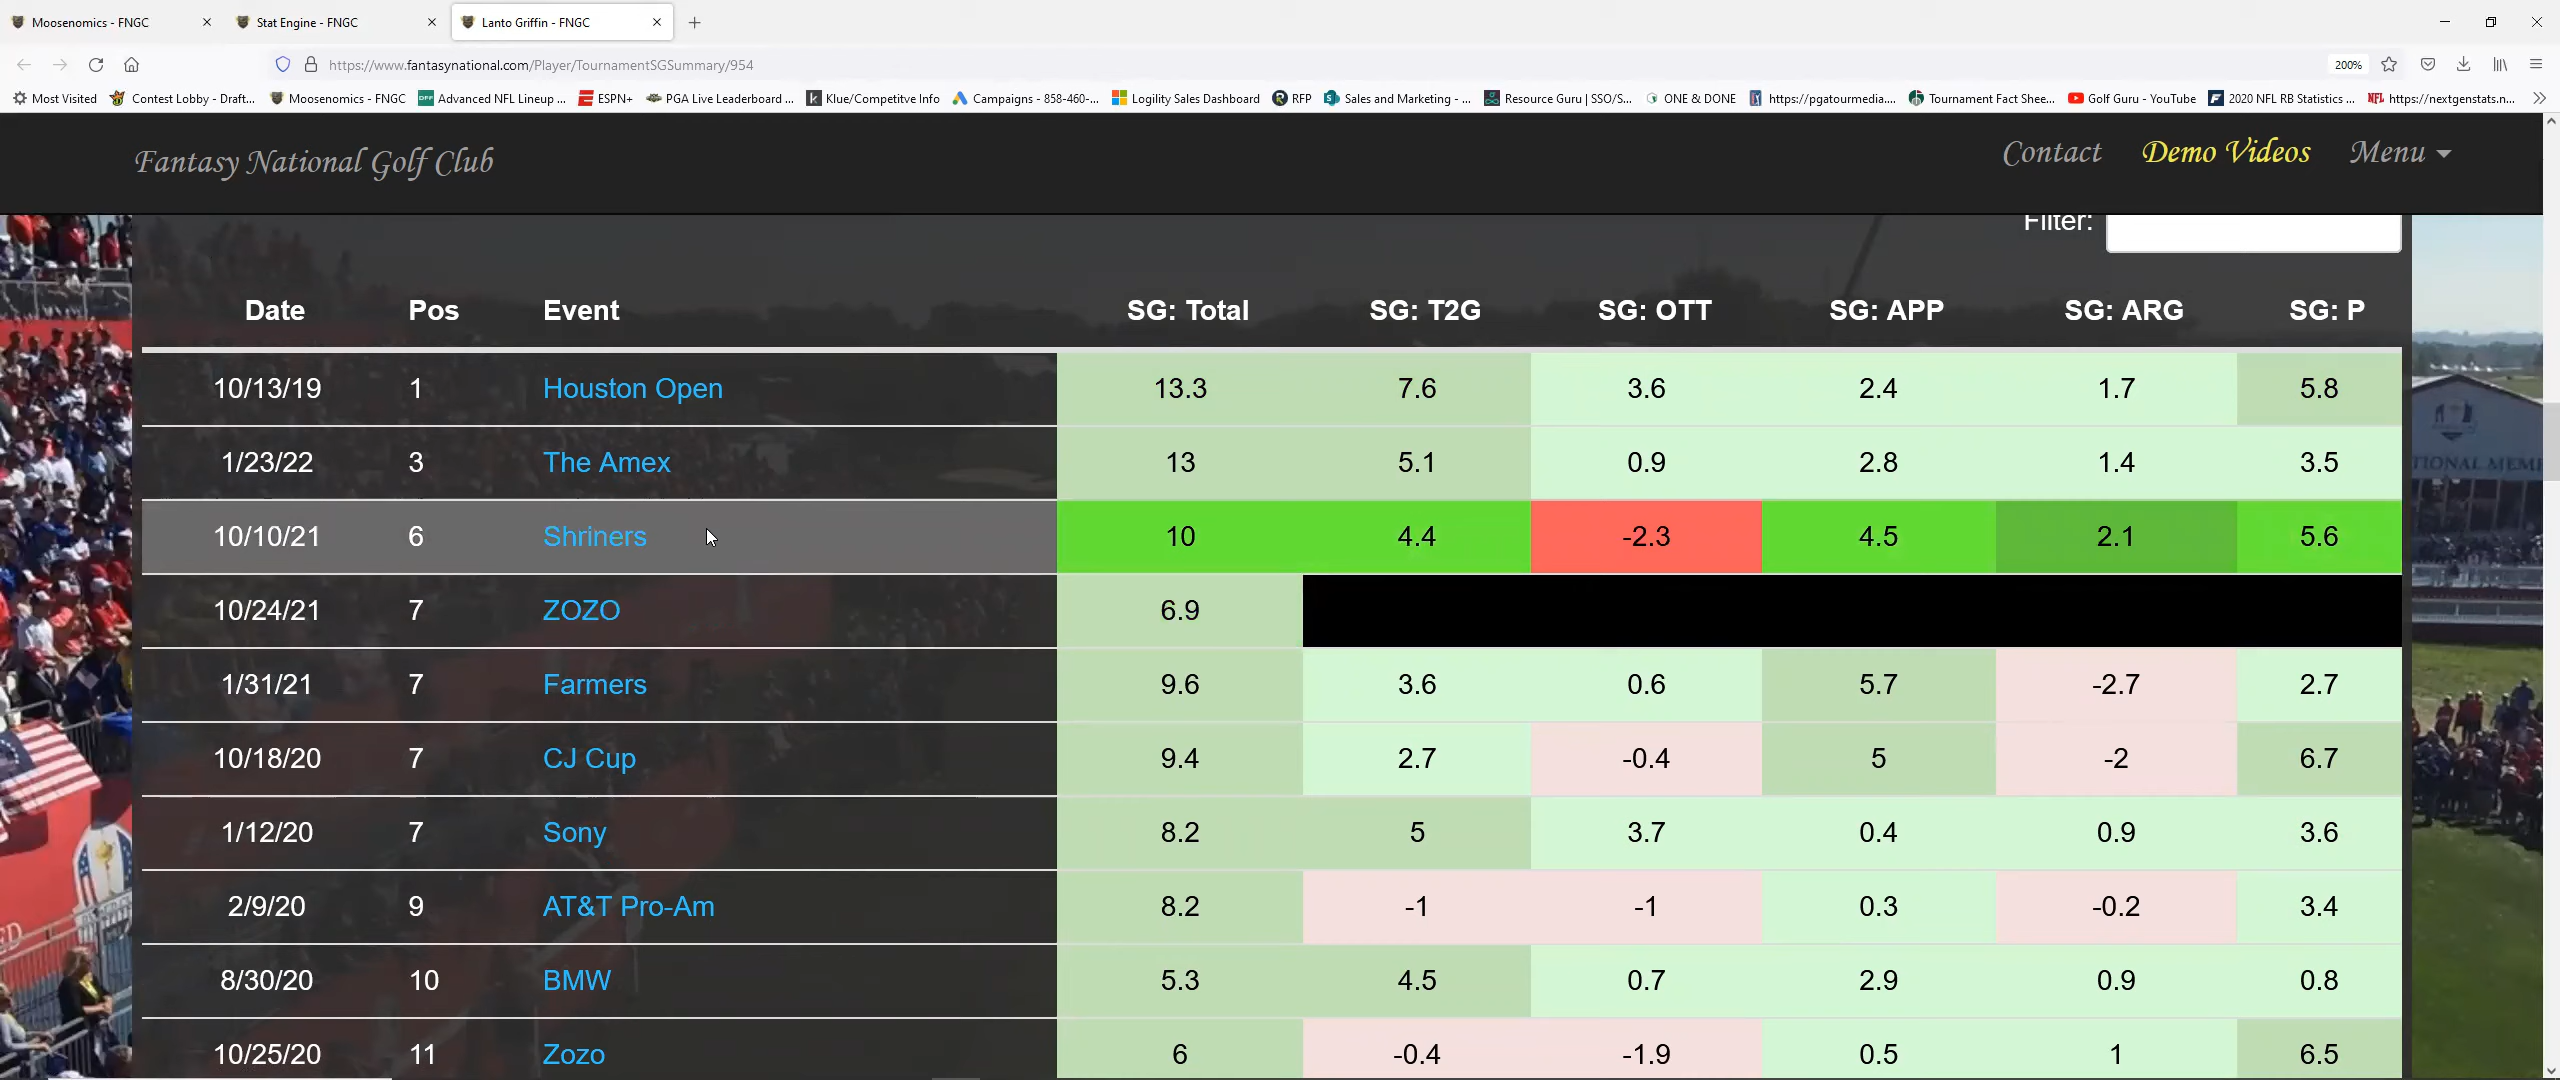 Moosenomics - FNGC
Stat Engine - FNGC
Lanto Griffin - FNGC
https://www.fantasynational.com/Player/TournamentSGSummary/954
200%
Most Visited Contest Lobby - Draft... Moosenomics - FNGC Advanced NFL Lineup ... ESPN+ PGA Live Leaderboard ... Klue/Competitve Info Campaigns - 858-460-... Logility Sales Dashboard RFP Sales and Marketing - ... Resource Guru | SSO/S... ONE & DONE https://pgatourmedia.... Tournament Fact Shee... Golf Guru - YouTube 2020 NFL RB Statistics ... https://nextgenstats.n...
Fantasy National Golf Club Contact Demo Videos Menu
Filter:
Date Pos Event SG: Total SG: T2G SG: OTT SG: APP SG: ARG SG: P
10/13/19 1 Houston Open 13.3 7.6 3.6 2.4 1.7 5.8
1/23/22 3 The Amex 13 5.1 0.9 2.8 1.4 3.5
10/10/21 6 Shriners 10 4.4 -2.3 4.5 2.1 5.6
10/24/21 7 ZOZO 6.9
1/31/21 7 Farmers 9.6 3.6 0.6 5.7 -2.7 2.7
10/18/20 7 CJ Cup 9.4 2.7 -0.4 5 -2 6.7
1/12/20 7 Sony 8.2 5 3.7 0.4 0.9 3.6
2/9/20 9 AT&T Pro-Am 8.2 -1 -1 0.3 -0.2 3.4
8/30/20 10 BMW 5.3 4.5 0.7 2.9 0.9 0.8
10/25/20 11 Zozo 6 -0.4 -1.9 0.5 1 6.5